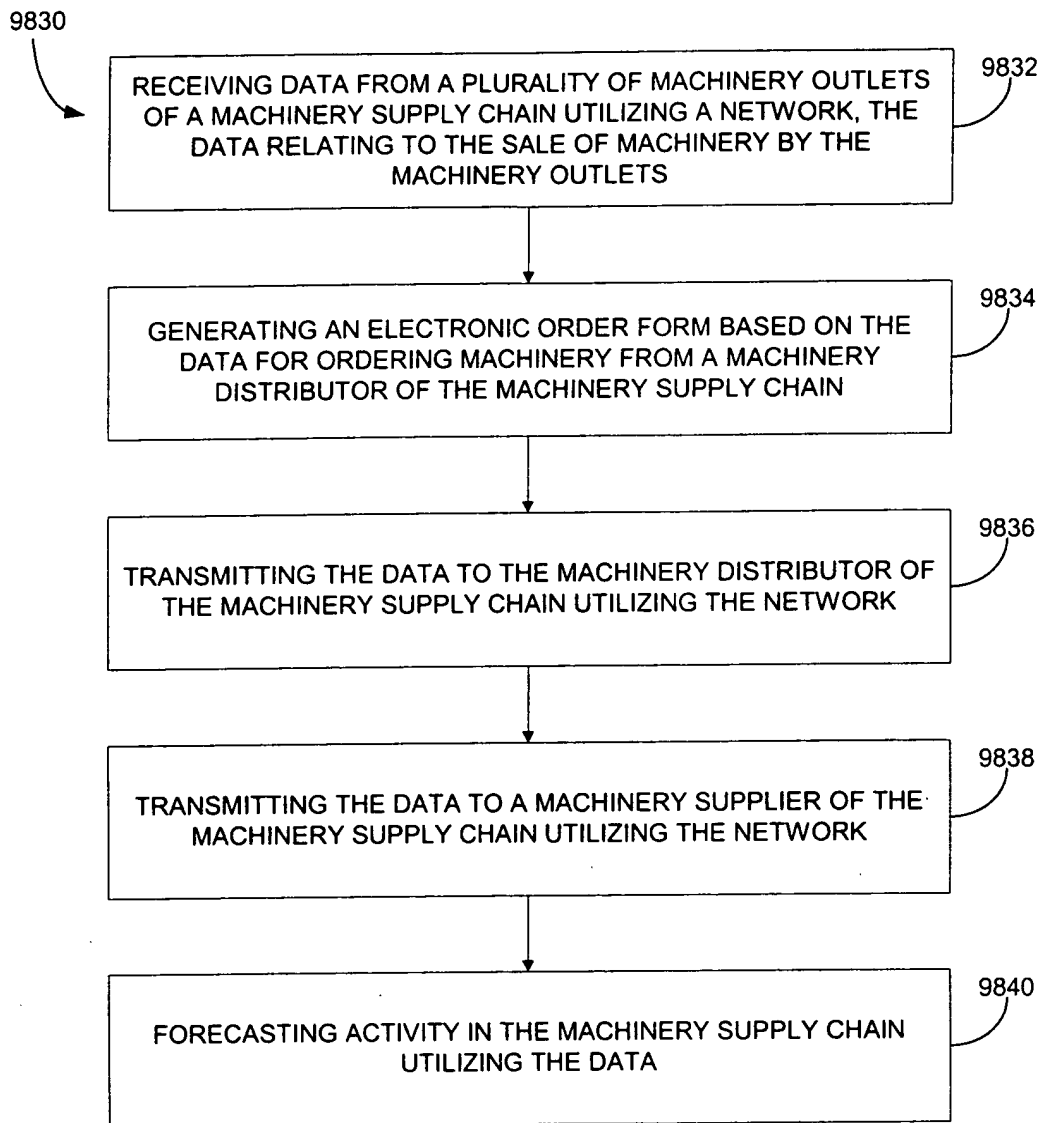 9830
RECEIVING DATA FROM A PLURALITY OF MACHINERY OUTLETS
OF A MACHINERY SUPPLY CHAIN UTILIZING A NETWORK, THE
DATA RELATING TO THE SALE OF MACHINERY BY THE
MACHINERY OUTLETS
9832
GENERATING AN ELECTRONIC ORDER FORM BASED ON THE
DATA FOR ORDERING MACHINERY FROM A MACHINERY
DISTRIBUTOR OF THE MACHINERY SUPPLY CHAIN
9834
TRANSMITTING THE DATA TO THE MACHINERY DISTRIBUTOR OF
THE MACHINERY SUPPLY CHAIN UTILIZING THE NETWORK
9836
TRANSMITTING THE DATA TO A MACHINERY SUPPLIER OF THE
MACHINERY SUPPLY CHAIN UTILIZING THE NETWORK
9838
FORECASTING ACTIVITY IN THE MACHINERY SUPPLY CHAIN
UTILIZING THE DATA
9840